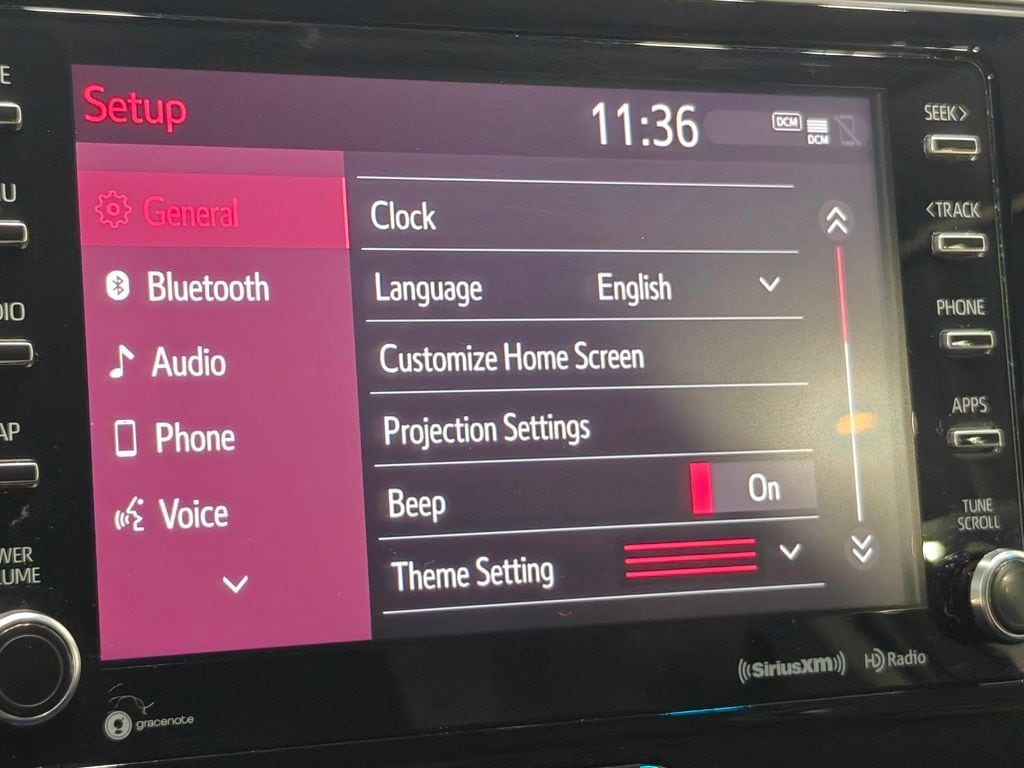 Setup
11:36
DCM
DCM
General
Bluetooth
Audio
Phone
Voice
Clock
Language English
Customize Home Screen
Projection Settings
Beep On
Theme Setting
SEEK>
<TRACK
PHONE
APPS
TUNE
SCROLL
SiriusXM
HD Radio
gracenote